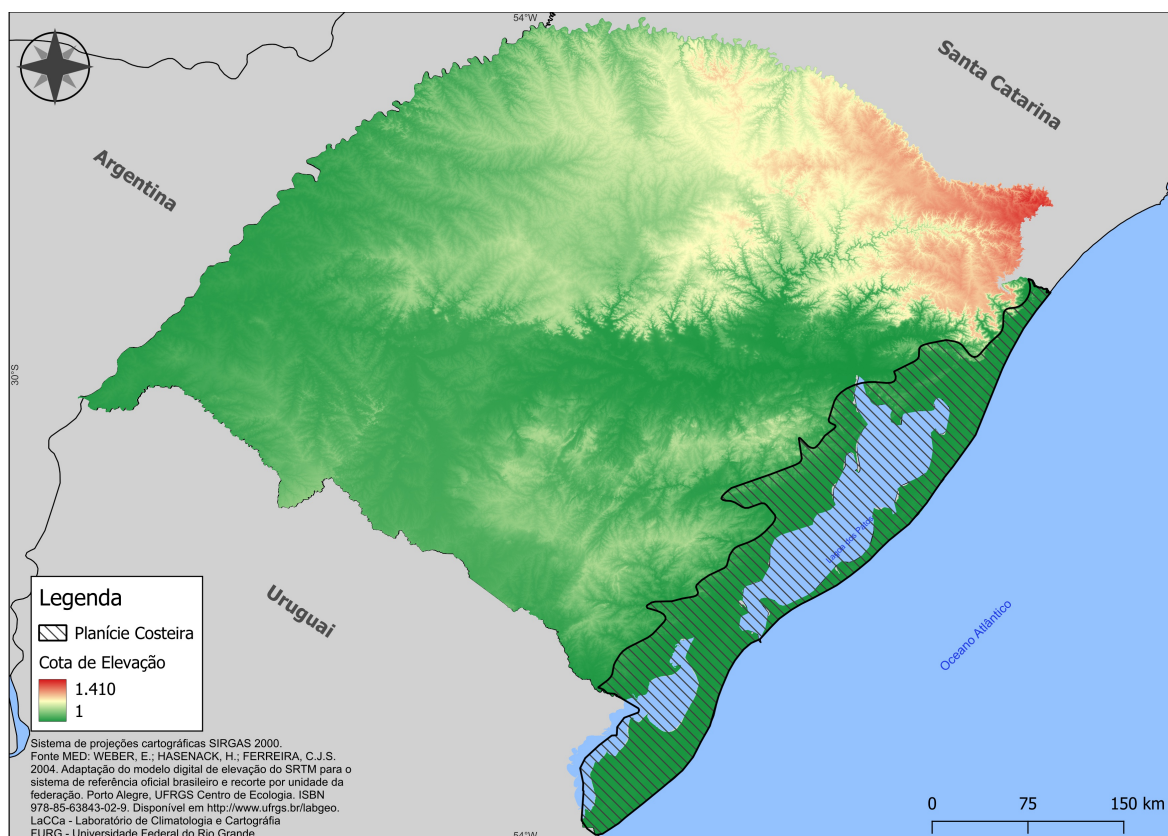 54°W
Santa Catarina
Argentina
30°S
Lagoa dos Patos
Oceano Atlântico
Uruguai
Legenda
Planície Costeira
Cota de Elevação
1.410
1
Sistema de projeções cartográficas SIRGAS 2000.
Fonte MED: WEBER, E.; HASENACK, H.; FERREIRA, C.J.S.
2004. Adaptação do modelo digital de elevação do SRTM para o
sistema de referência oficial brasileiro e recorte por unidade da
federação. Porto Alegre, UFRGS Centro de Ecologia. ISBN
978-85-63843-02-9. Disponível em http://www.ufrgs.br/labgeo.
LaCCa - Laboratório de Climatologia e Cartografia
FURG - Universidade Federal do Rio Grande
54°W
0 75 150 km